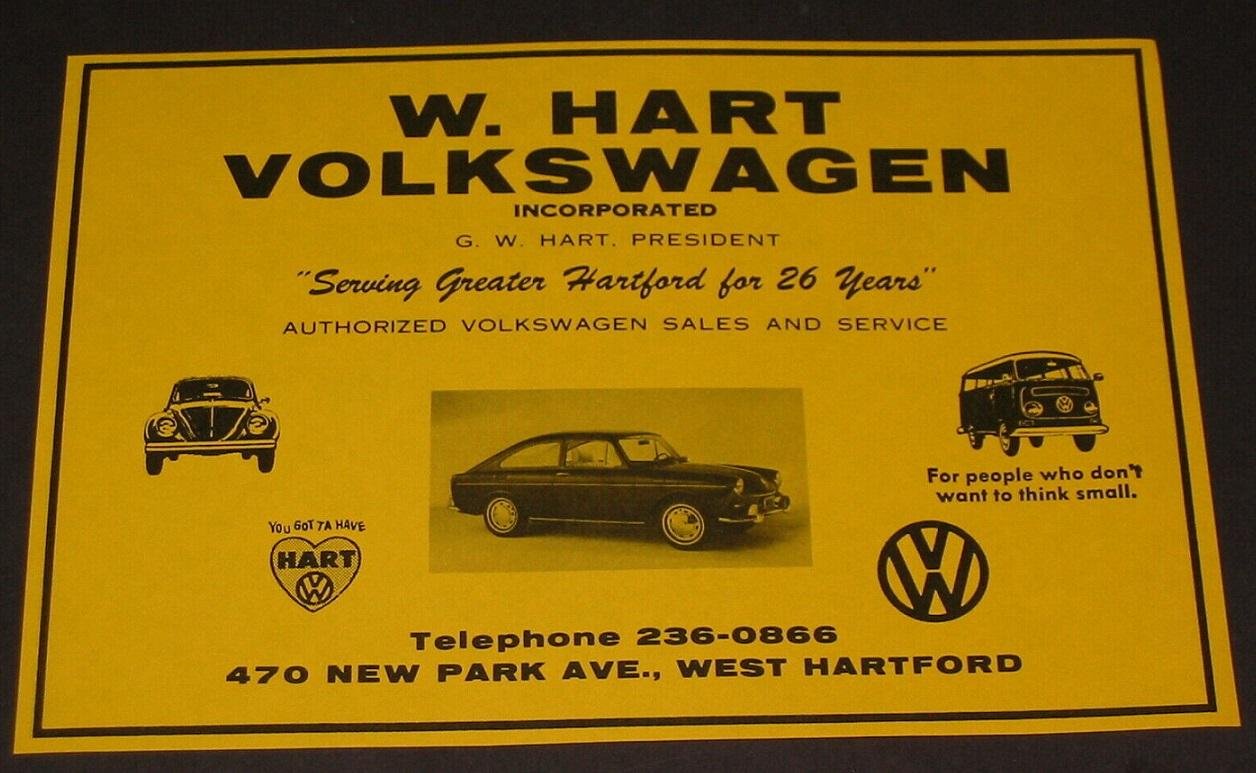 W. HART
VOLKSWAGEN
INCORPORATED
G. W. HART, PRESIDENT
"Serving Greater Hartford for 26 Years"
AUTHORIZED VOLKSWAGEN SALES AND SERVICE
For people who don't
want to think small.
YOU GOT TA HAVE
HART
VW
VW
Telephone 236-0866
470 NEW PARK AVE., WEST HARTFORD